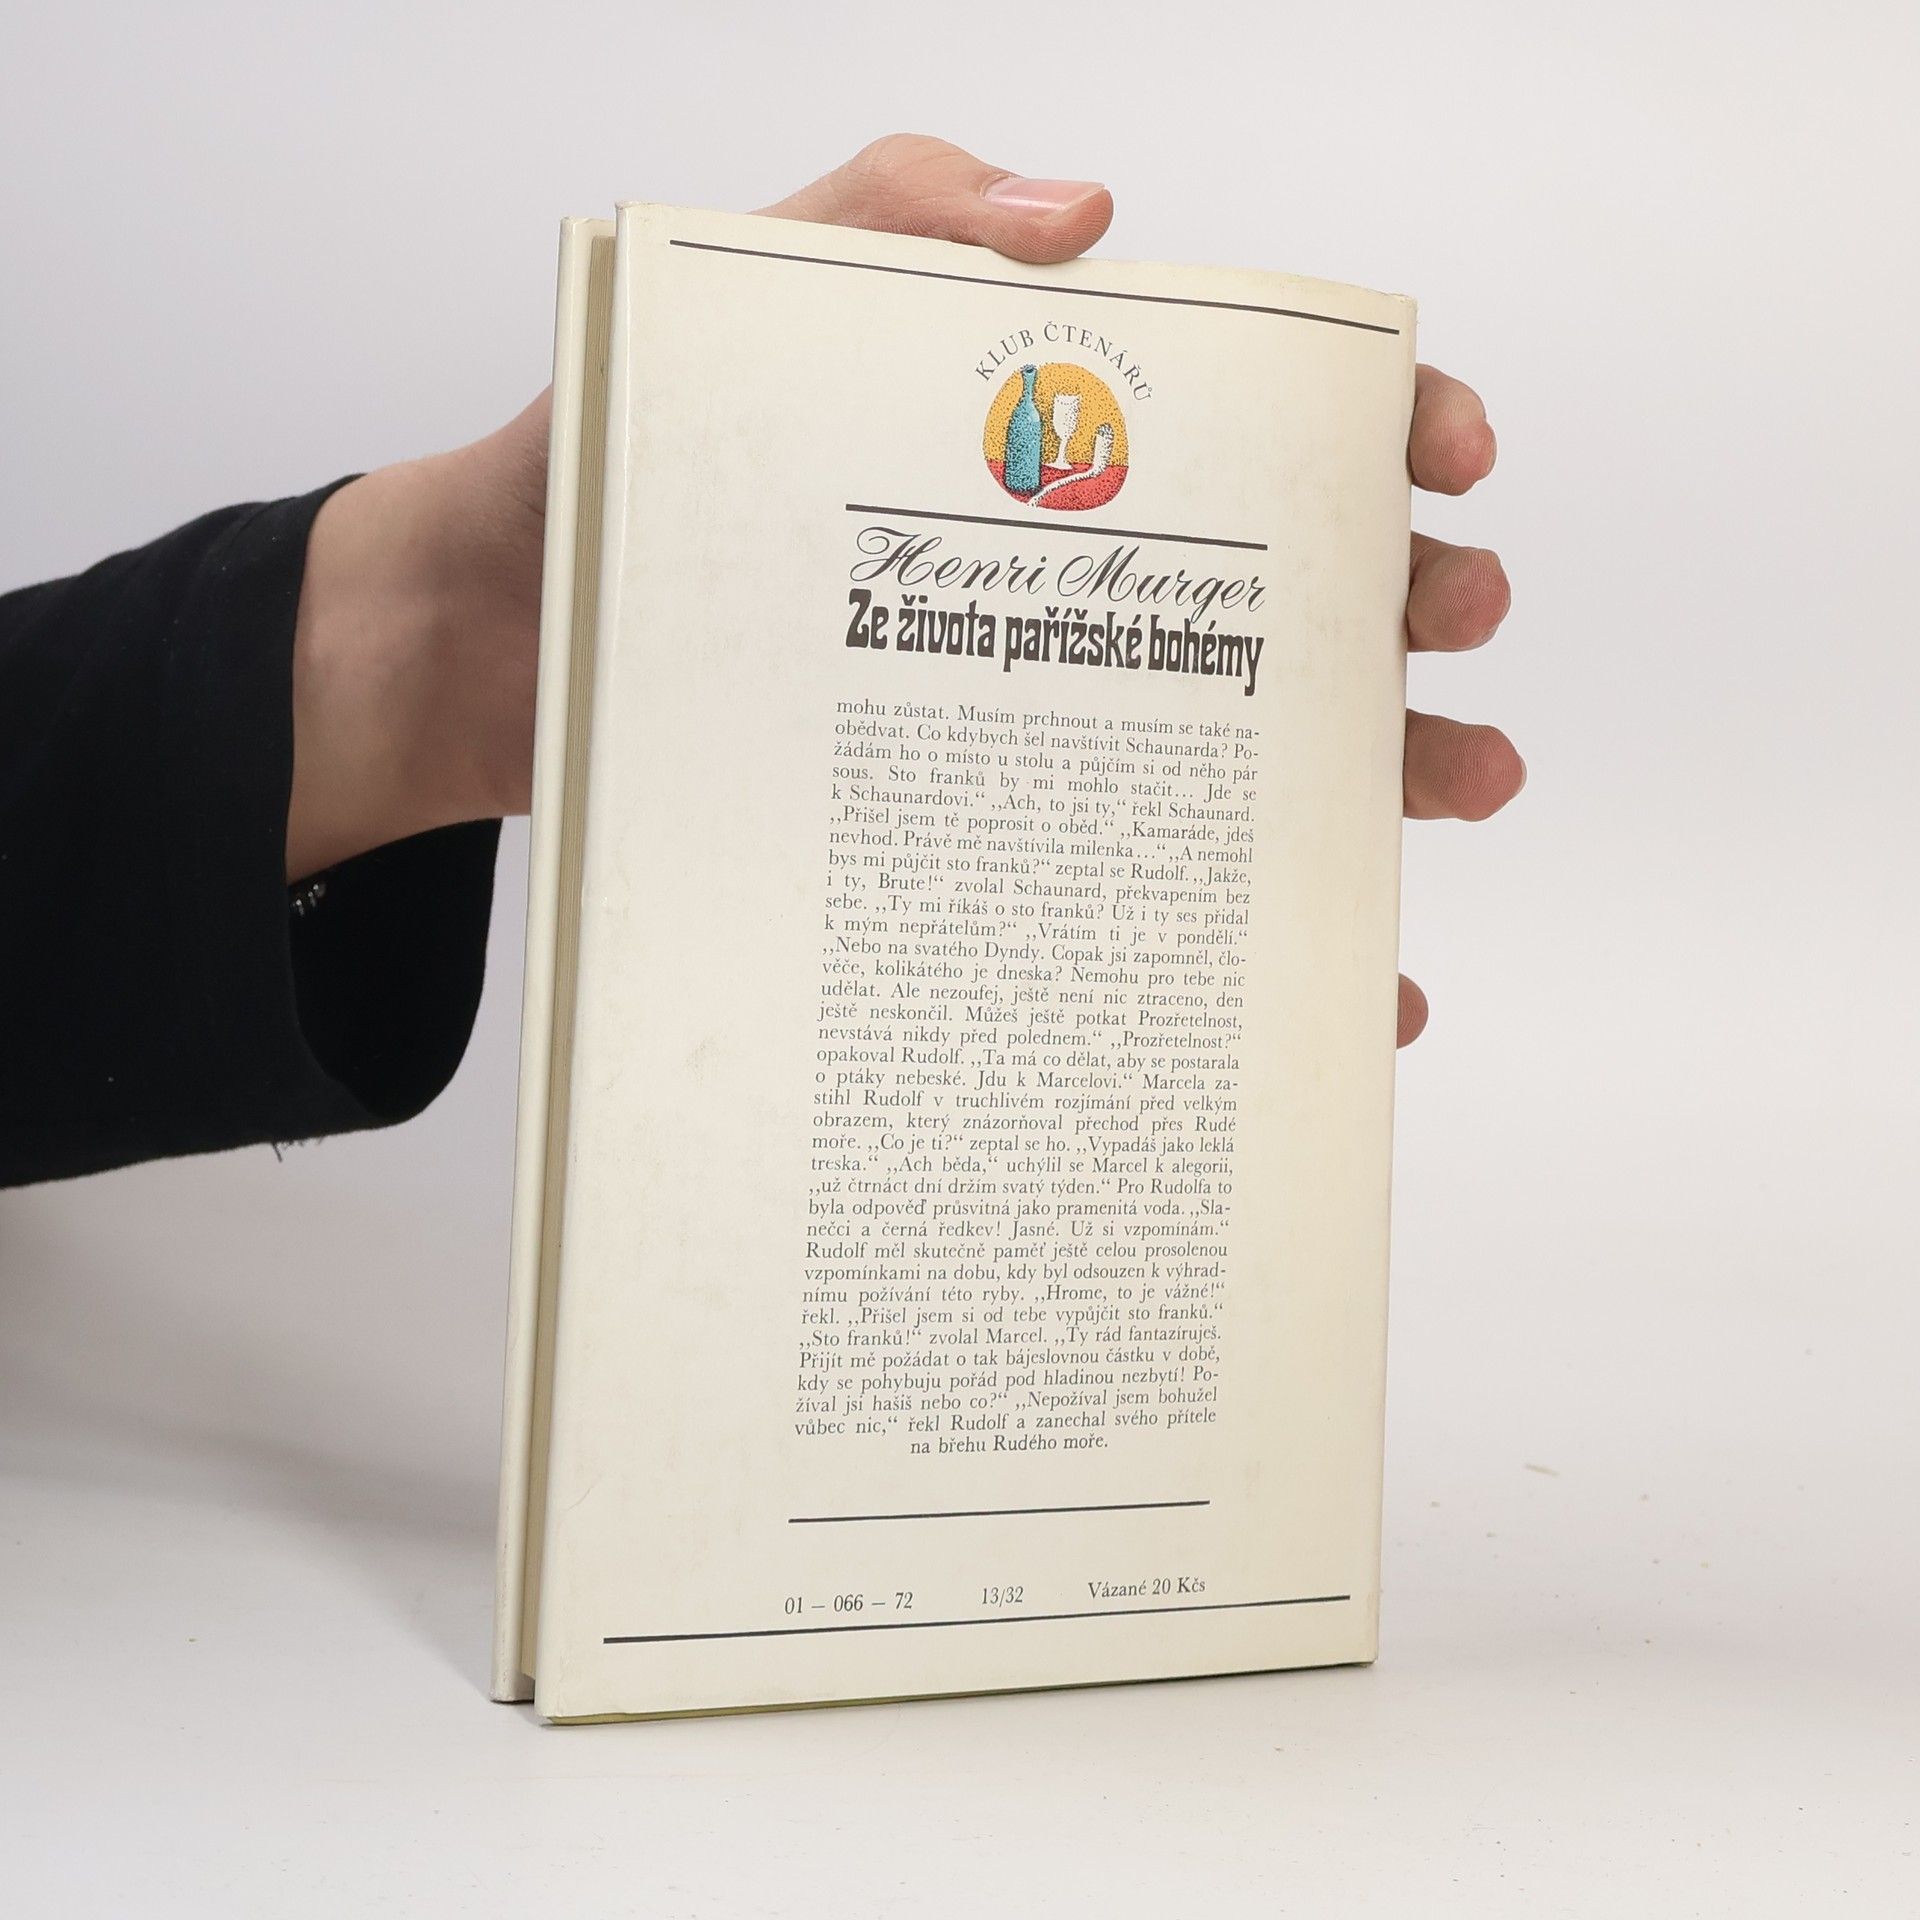 KLUB ČTENÁŘŮ
Henri Murger
Ze života pařížské bohémy
mohu zůstat. Musím prchnout a musím se také na-
obědvat. Co kdybych šel navštívit Schaunarda? Po-
žádám ho o místo u stolu a půjčím si od něho pár
sous. Sto franků by mi mohlo stačit... Jde se
k Schaunardovi.“ ,,Ach, to jsi ty,“ řekl Schaunard.
,,Přišel jsem tě poprosit o oběd.“ ,,Kamaráde, jdeš
nevhod. Právě mě navštívila milenka...“ ,,A nemohl
bys mi půjčit sto franků?“ zeptal se Rudolf. ,,Jakže,
i ty, Brute!“ zvolal Schaunard, překvapením bez
sebe. ,,Ty mi říkáš o sto franků? Už i ty ses přidal
k mým nepřátelům?“ ,,Vrátím ti je v pondělí.“
,,Nebo na svatého Dyndy. Copak jsi zapomněl, člo-
věče, kolikátého je dneska? Nemohu pro tebe nic
udělat. Ale nezoufej, ještě není nic ztraceno, den
ještě neskončil. Můžeš ještě potkat Prozřetelnost,
nevstává nikdy před polednem.“ ,,Prozřetelnost?“
opakoval Rudolf. ,,Ta má co dělat, aby se postarala
o ptáky nebeské. Jdu k Marcelovi.“ Marcela za-
stihl Rudolf v truchlivém rozjímání před velkým
obrazem, který znázorňoval přechod přes Rudé
moře. ,,Co je ti?“ zeptal se ho. ,,Vypadáš jako leklá
treska.“ ,,Ach běda,“ uchýlil se Marcel k alegorii,
,,už čtrnáct dní držím svatý týden.“ Pro Rudolfa to
byla odpověď průsvitná jako pramenitá voda. ,,Sla-
nečci a černá ředkev! Jasné. Už si vzpomínám.“
Rudolf měl skutečně paměť ještě celou prosolenou
vzpomínkami na dobu, kdy byl odsouzen k výhrad-
nímu požívání této ryby. ,,Hrome, to je vážné!“
řekl. ,,Přišel jsem si od tebe vypůjčit sto franků.“
,,Sto franků!“ zvolal Marcel. ,,Ty rád fantazíruješ.
Přijít mě požádat o tak bájeslovnou částku v době,
kdy se pohybuju pořád pod hladinou nezbytí! Po-
žíval jsi hašiš nebo co?“ ,,Nepožíval jsem bohužel
vůbec nic,“ řekl Rudolf a zanechal svého přítele
na břehu Rudého moře.
01 – 066 – 72 13/32 Vázané 20 Kčs